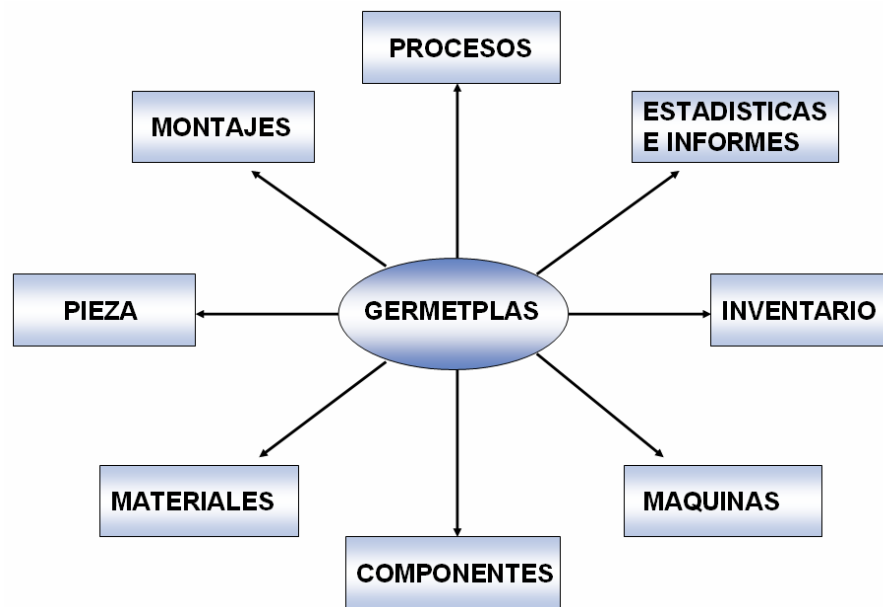 PROCESOS
MONTAJES
ESTADISTICAS
E INFORMES
PIEZA
GERMETPLAS
INVENTARIO
MATERIALES
MAQUINAS
COMPONENTES